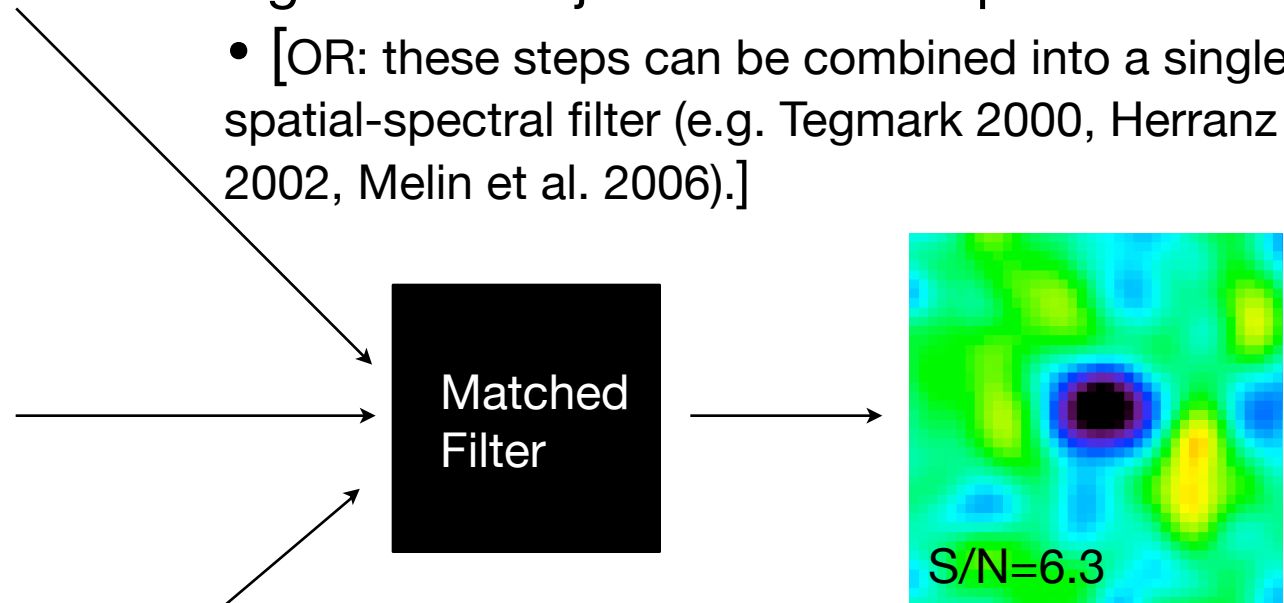 • [OR: these steps can be combined into a single
spatial-spectral filter (e.g. Tegmark 2000, Herranz
2002, Melin et al. 2006).]
Matched
Filter
S/N=6.3